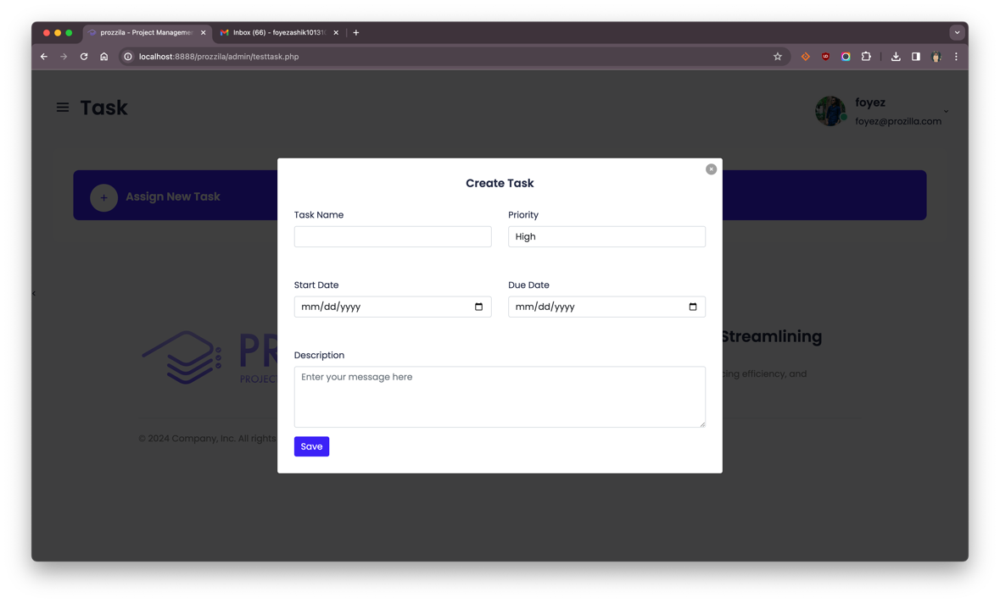 prozzila - Project Manageme
Inbox (66) - foyezashik10131
localhost:8888/prozzila/admin/testtask.php
Task
foyez
foyez@prozilla.com
Assign New Task
Create Task
Task Name
Priority
High
Start Date
Due Date
mm/dd/yyyy
mm/dd/yyyy
Streamlining
Description
Enter your message here
PR
cing efficiency, and
PROJEC
© 2024 Company, Inc. All rights
Save